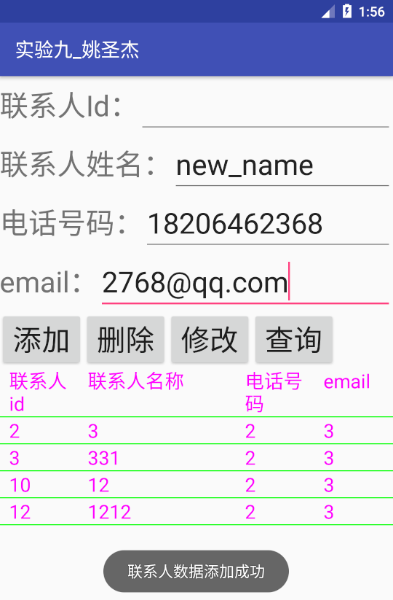 1:56
实验九_姚圣杰
联系人Id：
联系人姓名： new_name
电话号码： 18206462368
email： 2768@qq.com
添加 删除 修改 查询
联系人id 联系人名称 电话号码 email
2 3 2 3
3 331 2 3
10 12 2 3
12 1212 2 3
联系人数据添加成功